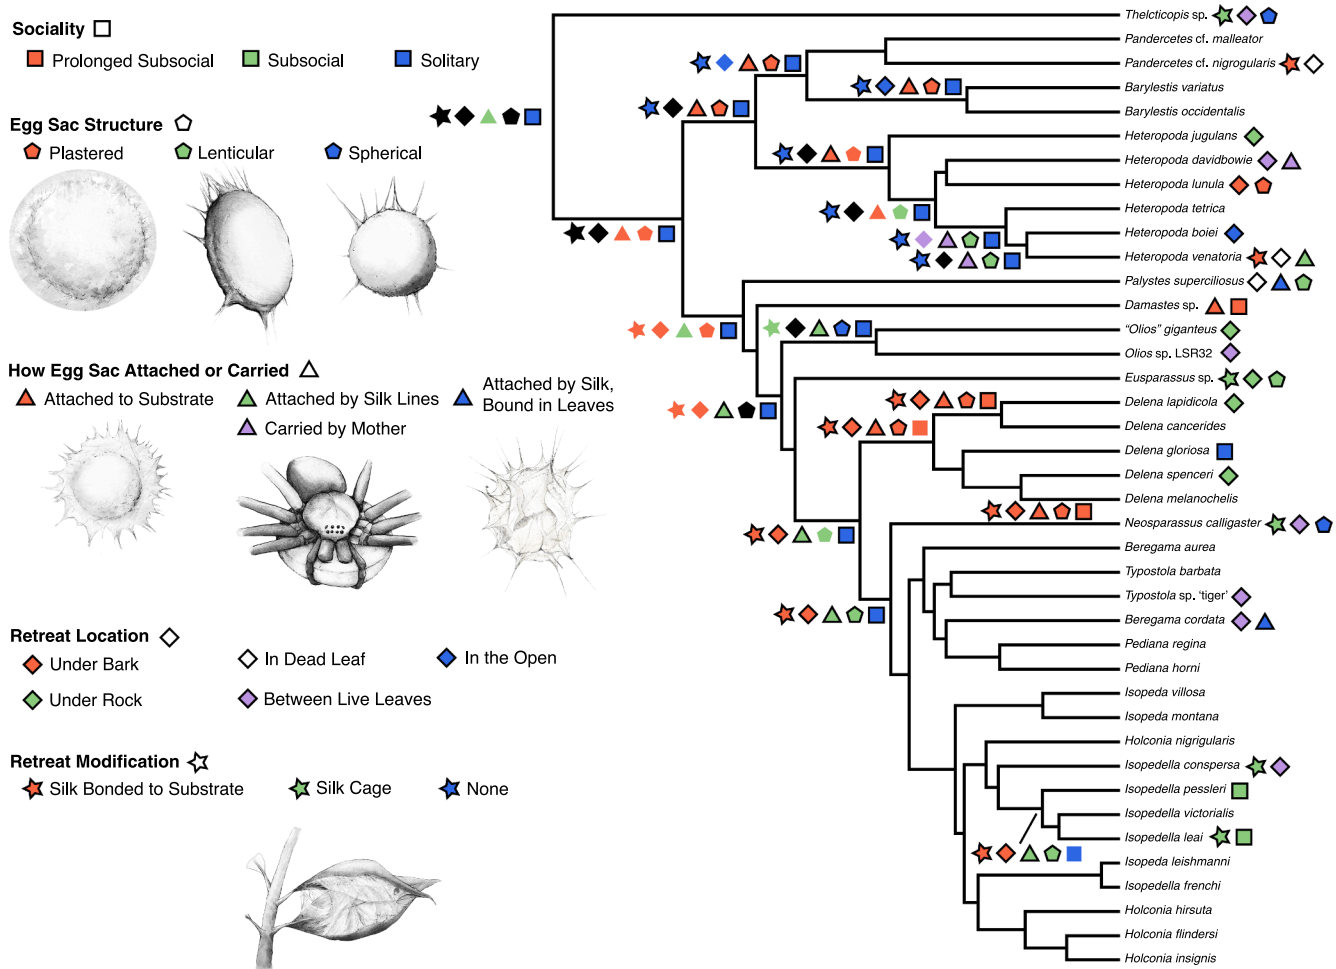 Sociality
Prolonged Subsocial
Subsocial
Solitary
Egg Sac Structure
Plastered
Lenticular
Spherical
How Egg Sac Attached or Carried
Attached to Substrate
Attached by Silk Lines
Attached by Silk,
Bound in Leaves
Carried by Mother
Retreat Location
Under Bark
In Dead Leaf
In the Open
Under Rock
Between Live Leaves
Retreat Modification
Silk Bonded to Substrate
Silk Cage
None
Thelcticopis sp.
Pandercetes cf. malleator
Pandercetes cf. nigrogularis
Barylestis variatus
Barylestis occidentalis
Heteropoda jugulans
Heteropoda davidbowie
Heteropoda lunula
Heteropoda tetrica
Heteropoda boiei
Heteropoda venatoria
Palystes superciliosus
Damastes sp.
“Olios” giganteus
Olios sp. LSR32
Eusparassus sp.
Delena lapidicola
Delena cancerides
Delena gloriosa
Delena spenceri
Delena melanochelis
Neosparassus calligaster
Beregama aurea
Typostola barbata
Typostola sp. ‘tiger’
Beregama cordata
Pediana regina
Pediana horni
Isopeda villosa
Isopeda montana
Holconia nigrigularis
Isopedella conspersa
Isopedella pessleri
Isopedella victorialis
Isopedella leai
Isopeda leishmanni
Isopedella frenchi
Holconia hirsuta
Holconia flindersi
Holconia insignis